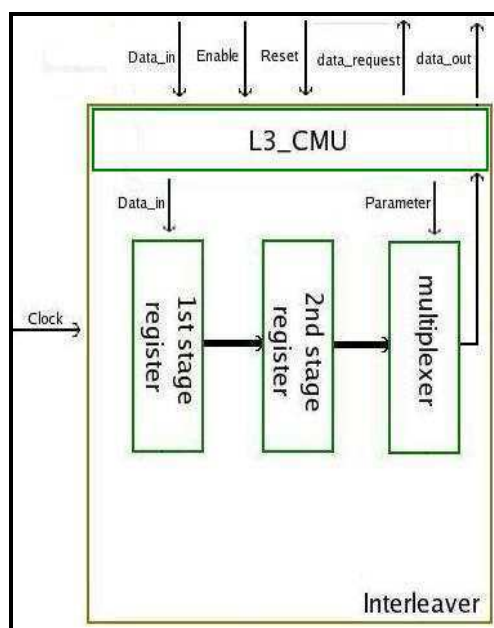 Data_in
Enable
Reset
data_request
data_out
L3_CMU
Data_in
Parameter
1st stage
register
2nd stage
register
multiplexer
Clock
Interleaver